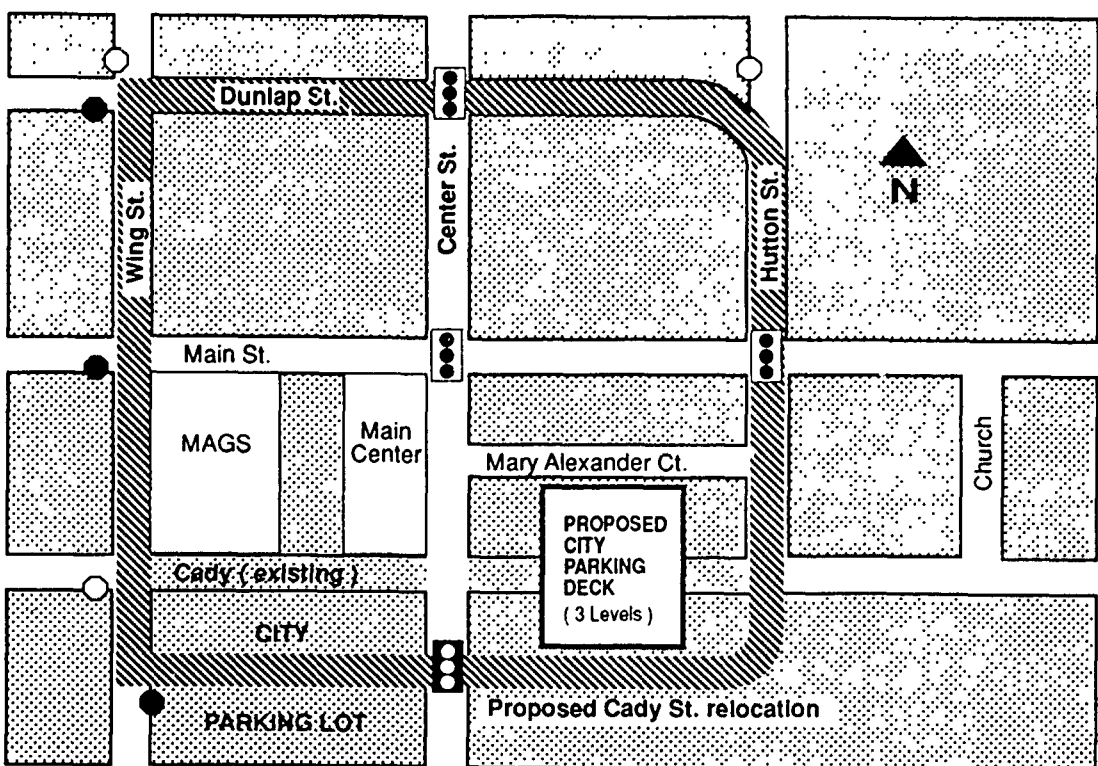 Dunlap St.
Wing St.
Center St.
Hutton St.
N
Main St.
MAGS
Main
Center
Mary Alexander Ct.
Church
PROPOSED
CITY
PARKING
DECK
( 3 Levels )
Cady ( existing )
CITY
Proposed Cady St. relocation
PARKING LOT